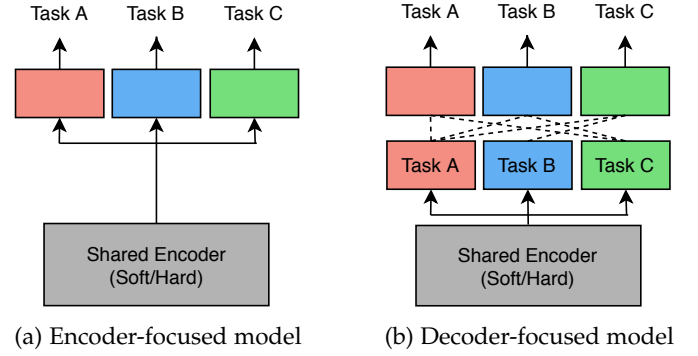 Task A Task B Task C
Shared Encoder
(Soft/Hard)
(a) Encoder-focused model
Task A Task B Task C
Task A Task B Task C
Shared Encoder
(Soft/Hard)
(b) Decoder-focused model